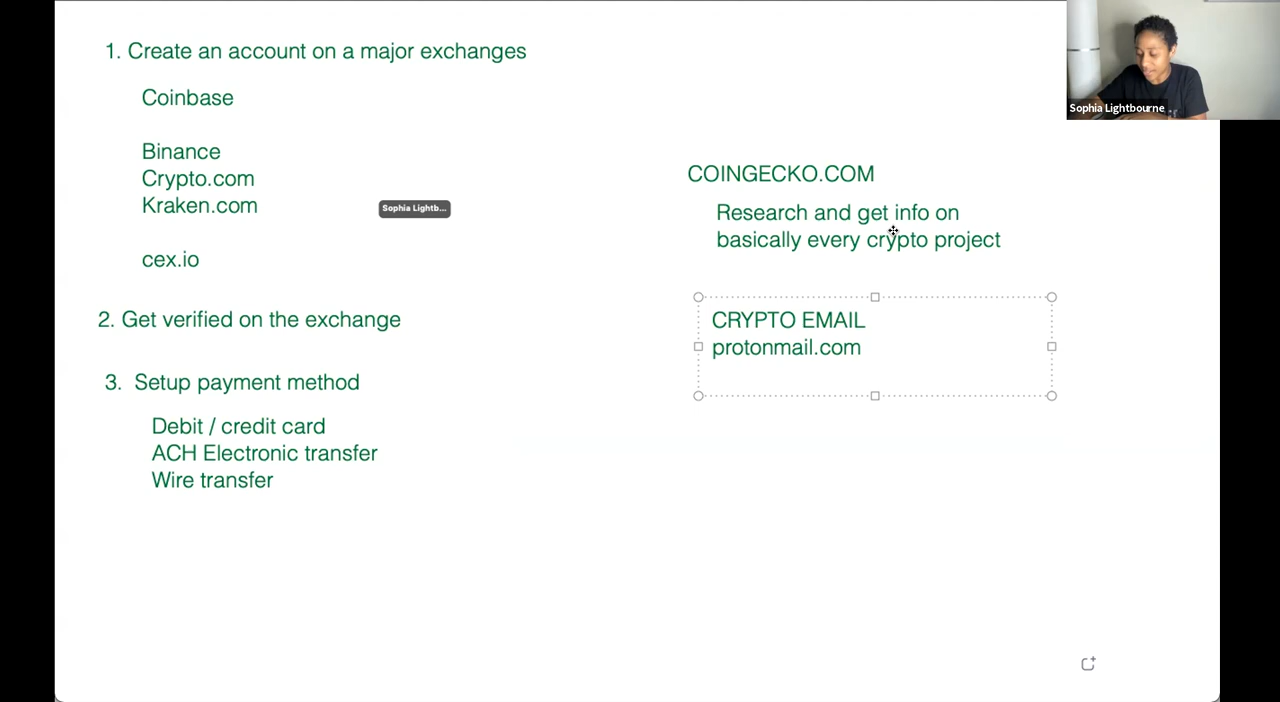 1. Create an account on a major exchanges
Coinbase
Binance
Crypto.com
Kraken.com
cex.io
2. Get verified on the exchange
3. Setup payment method
Debit / credit card
ACH Electronic transfer
Wire transfer
Sophia Lightb...
COINGECKO.COM
Research and get info on
basically every crypto project
CRYPTO EMAIL
protonmail.com
Sophia Lightbourne